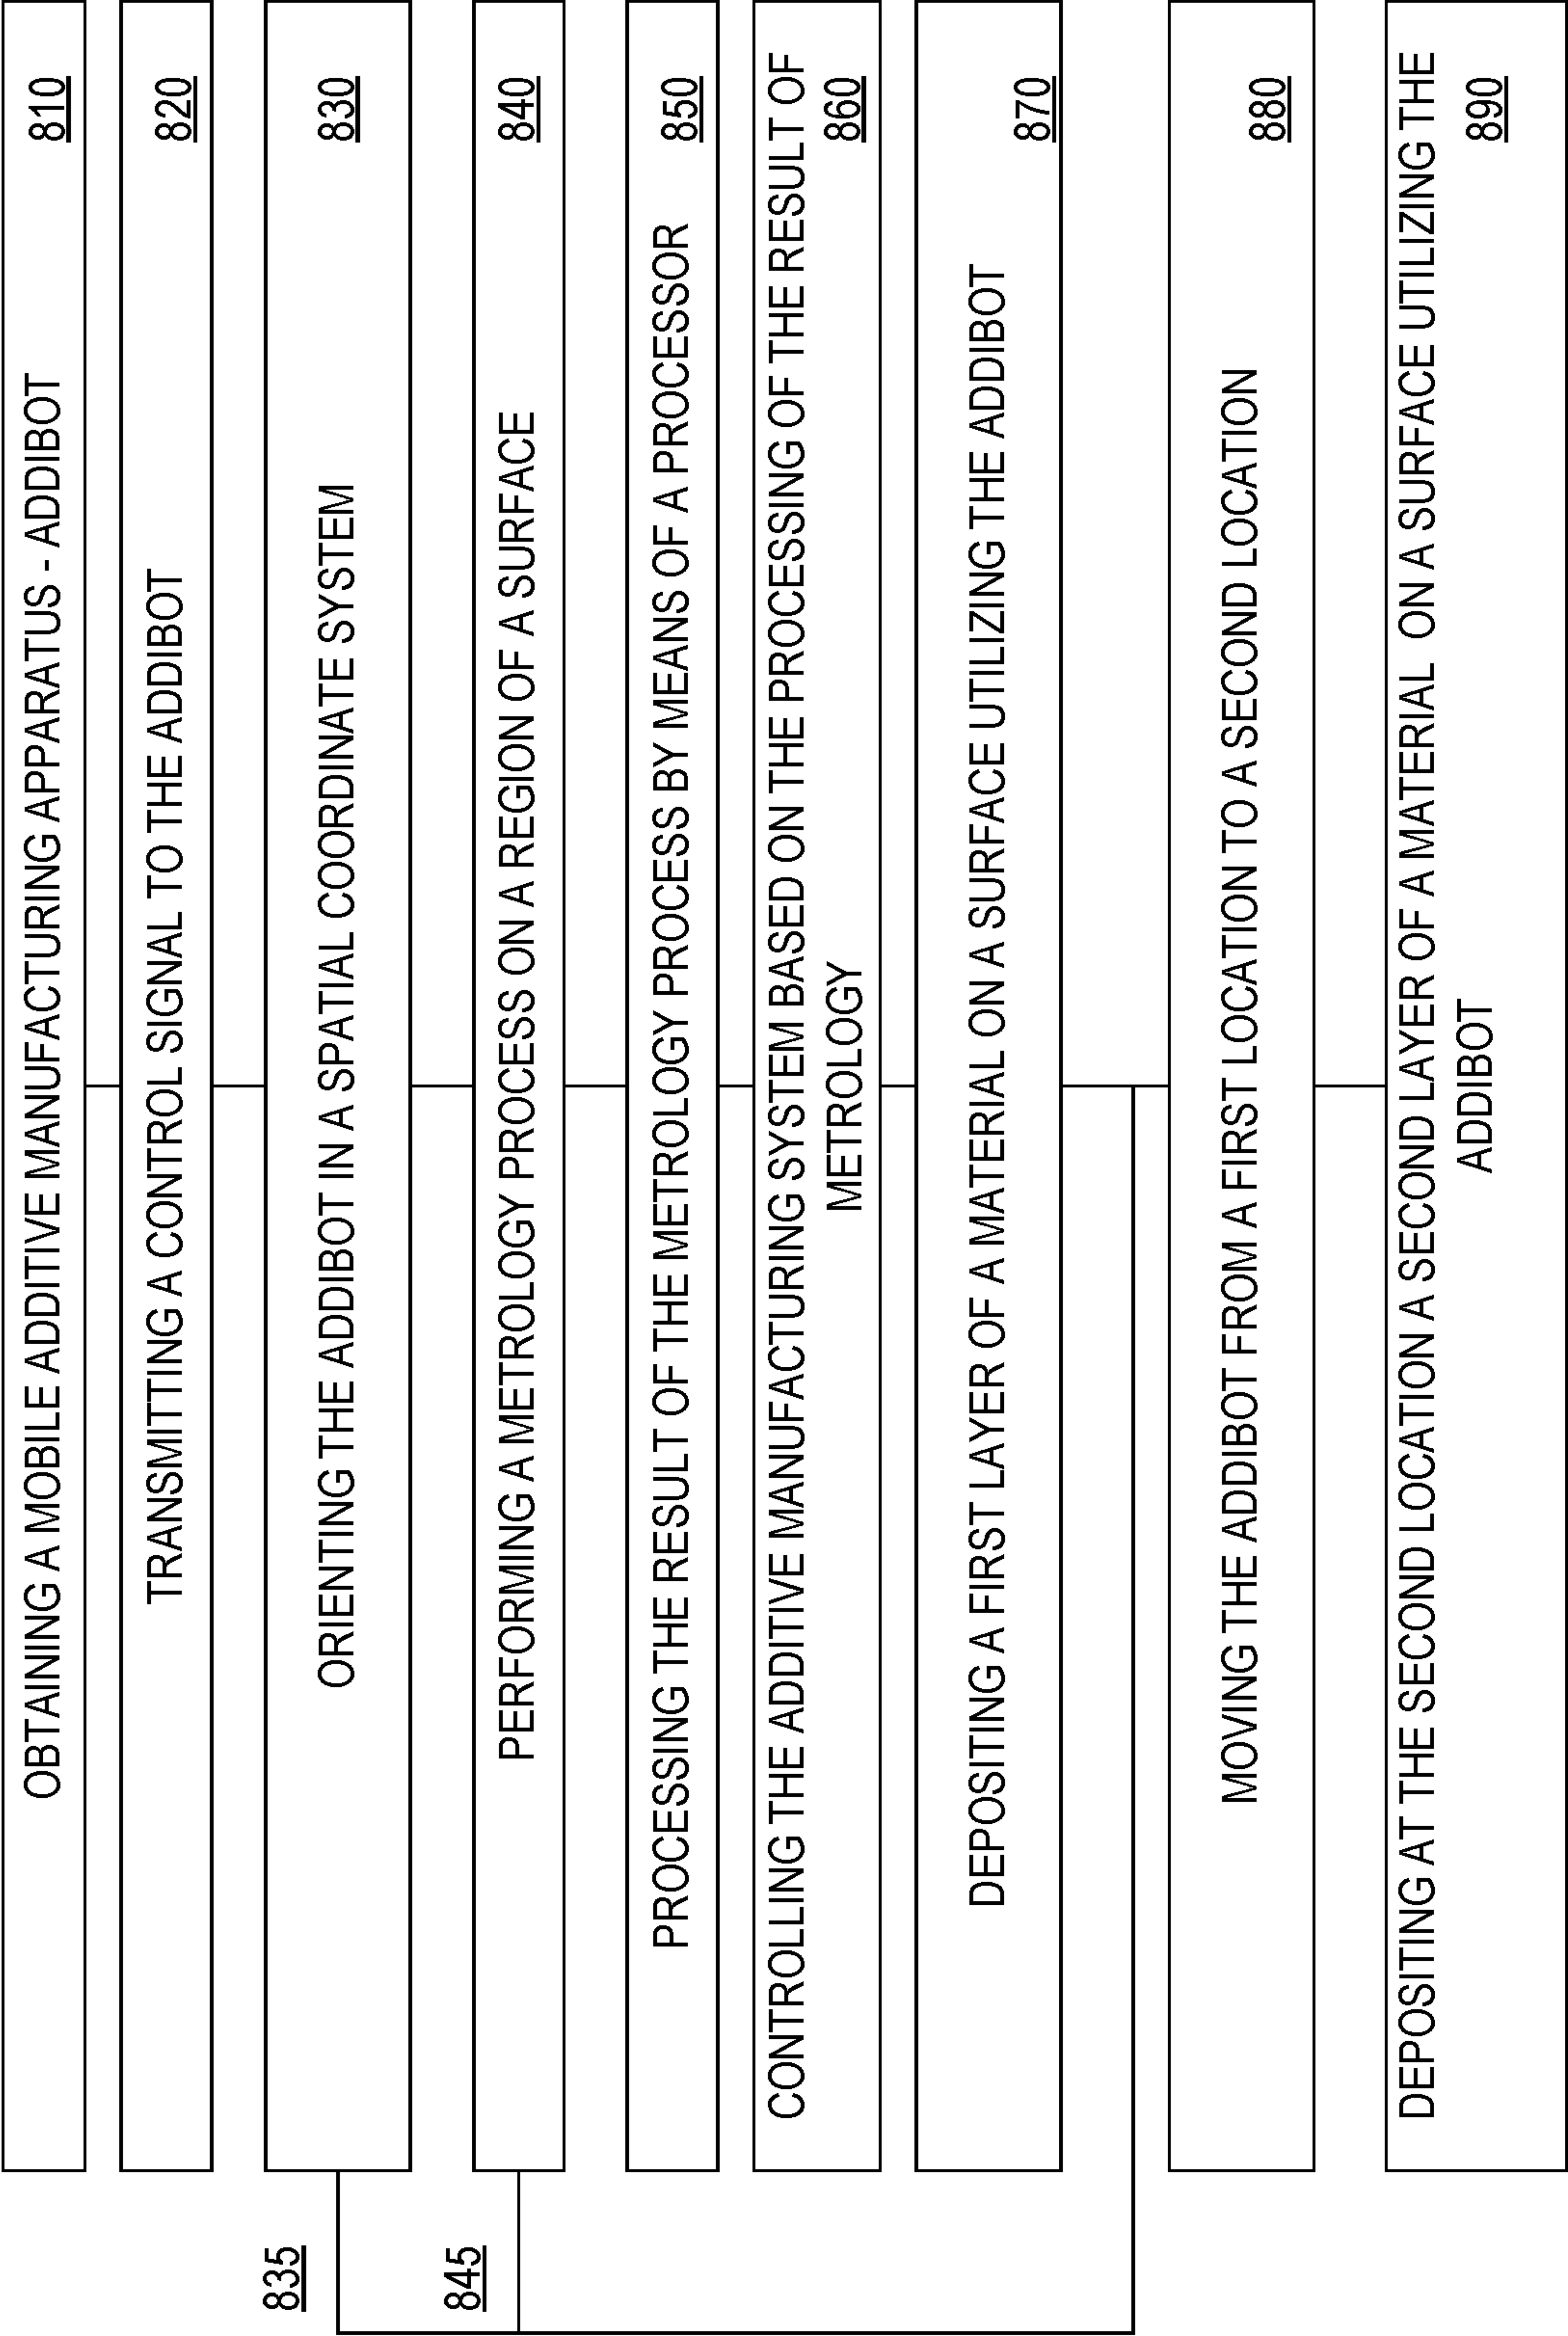 OBTAINING A MOBILE ADDITIVE MANUFACTURING APPARATUS - ADDIBOT
810
TRANSMITTING A CONTROL SIGNAL TO THE ADDIBOT
820
835
ORIENTING THE ADDIBOT IN A SPATIAL COORDINATE SYSTEM
830
845
PERFORMING A METROLOGY PROCESS ON A REGION OF A SURFACE
840
PROCESSING THE RESULT OF THE METROLOGY PROCESS BY MEANS OF A PROCESSOR
850
CONTROLLING THE ADDITIVE MANUFACTURING SYSTEM BASED ON THE PROCESSING OF THE RESULT OF
METROLOGY
860
DEPOSITING A FIRST LAYER OF A MATERIAL ON A SURFACE UTILIZING THE ADDIBOT
870
MOVING THE ADDIBOT FROM A FIRST LOCATION TO A SECOND LOCATION
880
DEPOSITING AT THE SECOND LOCATION A SECOND LAYER OF A MATERIAL ON A SURFACE UTILIZING THE
ADDIBOT
890